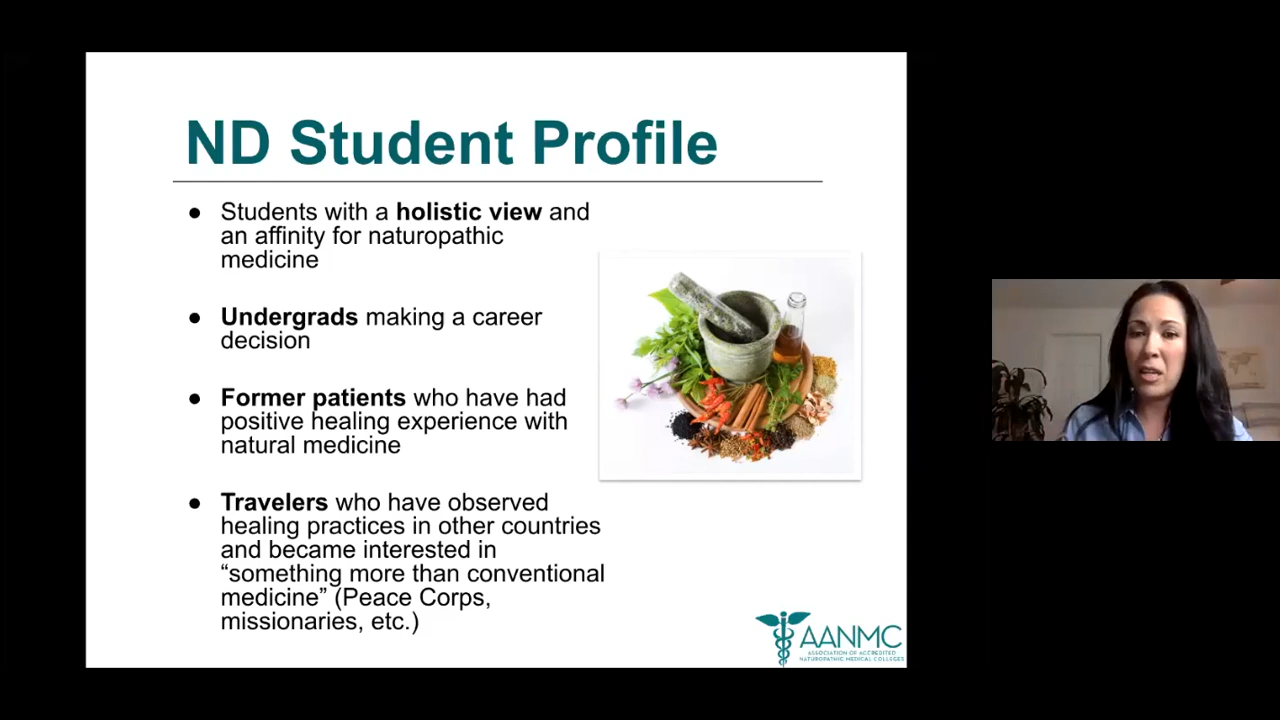 ND Student Profile
● Students with a holistic view and
an affinity for naturopathic
medicine
● Undergrads making a career
decision
● Former patients who have had
positive healing experience with
natural medicine
● Travelers who have observed
healing practices in other countries
and became interested in
“something more than conventional
medicine” (Peace Corps,
missionaries, etc.)
AANMC
ASSOCIATION OF ACCREDITED
NATUROPATHIC MEDICAL COLLEGES